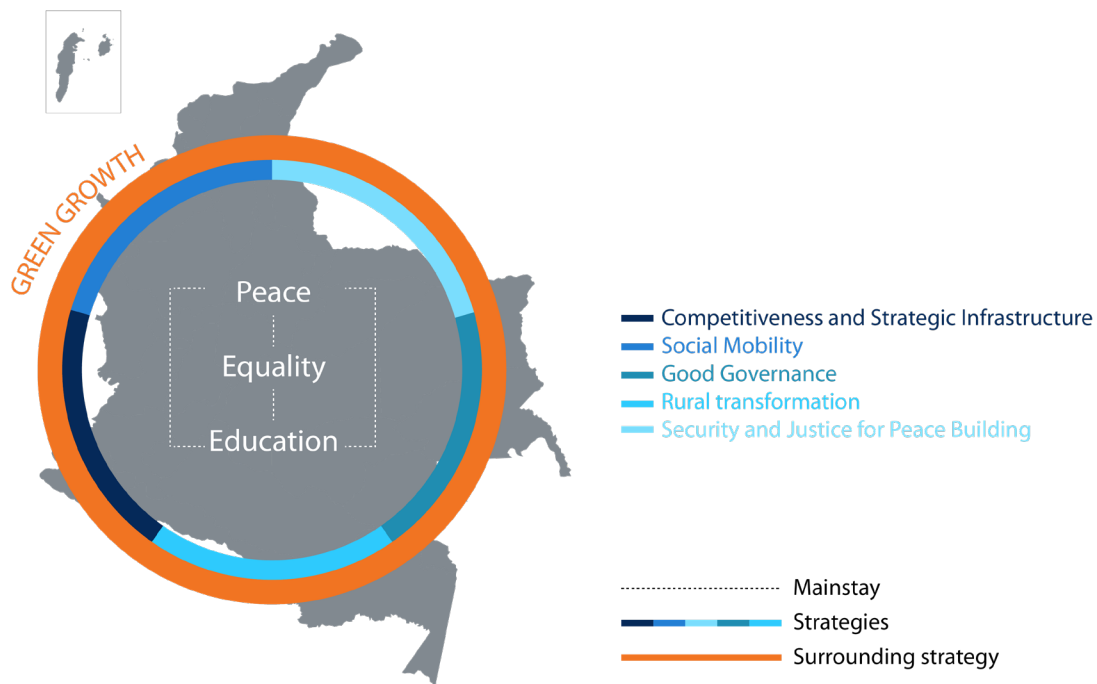 GREEN GROWTH
Peace
Equality
Education
Competitiveness and Strategic Infrastructure
Social Mobility
Good Governance
Rural transformation
Security and Justice for Peace Building
Mainstay
Strategies
Surrounding strategy